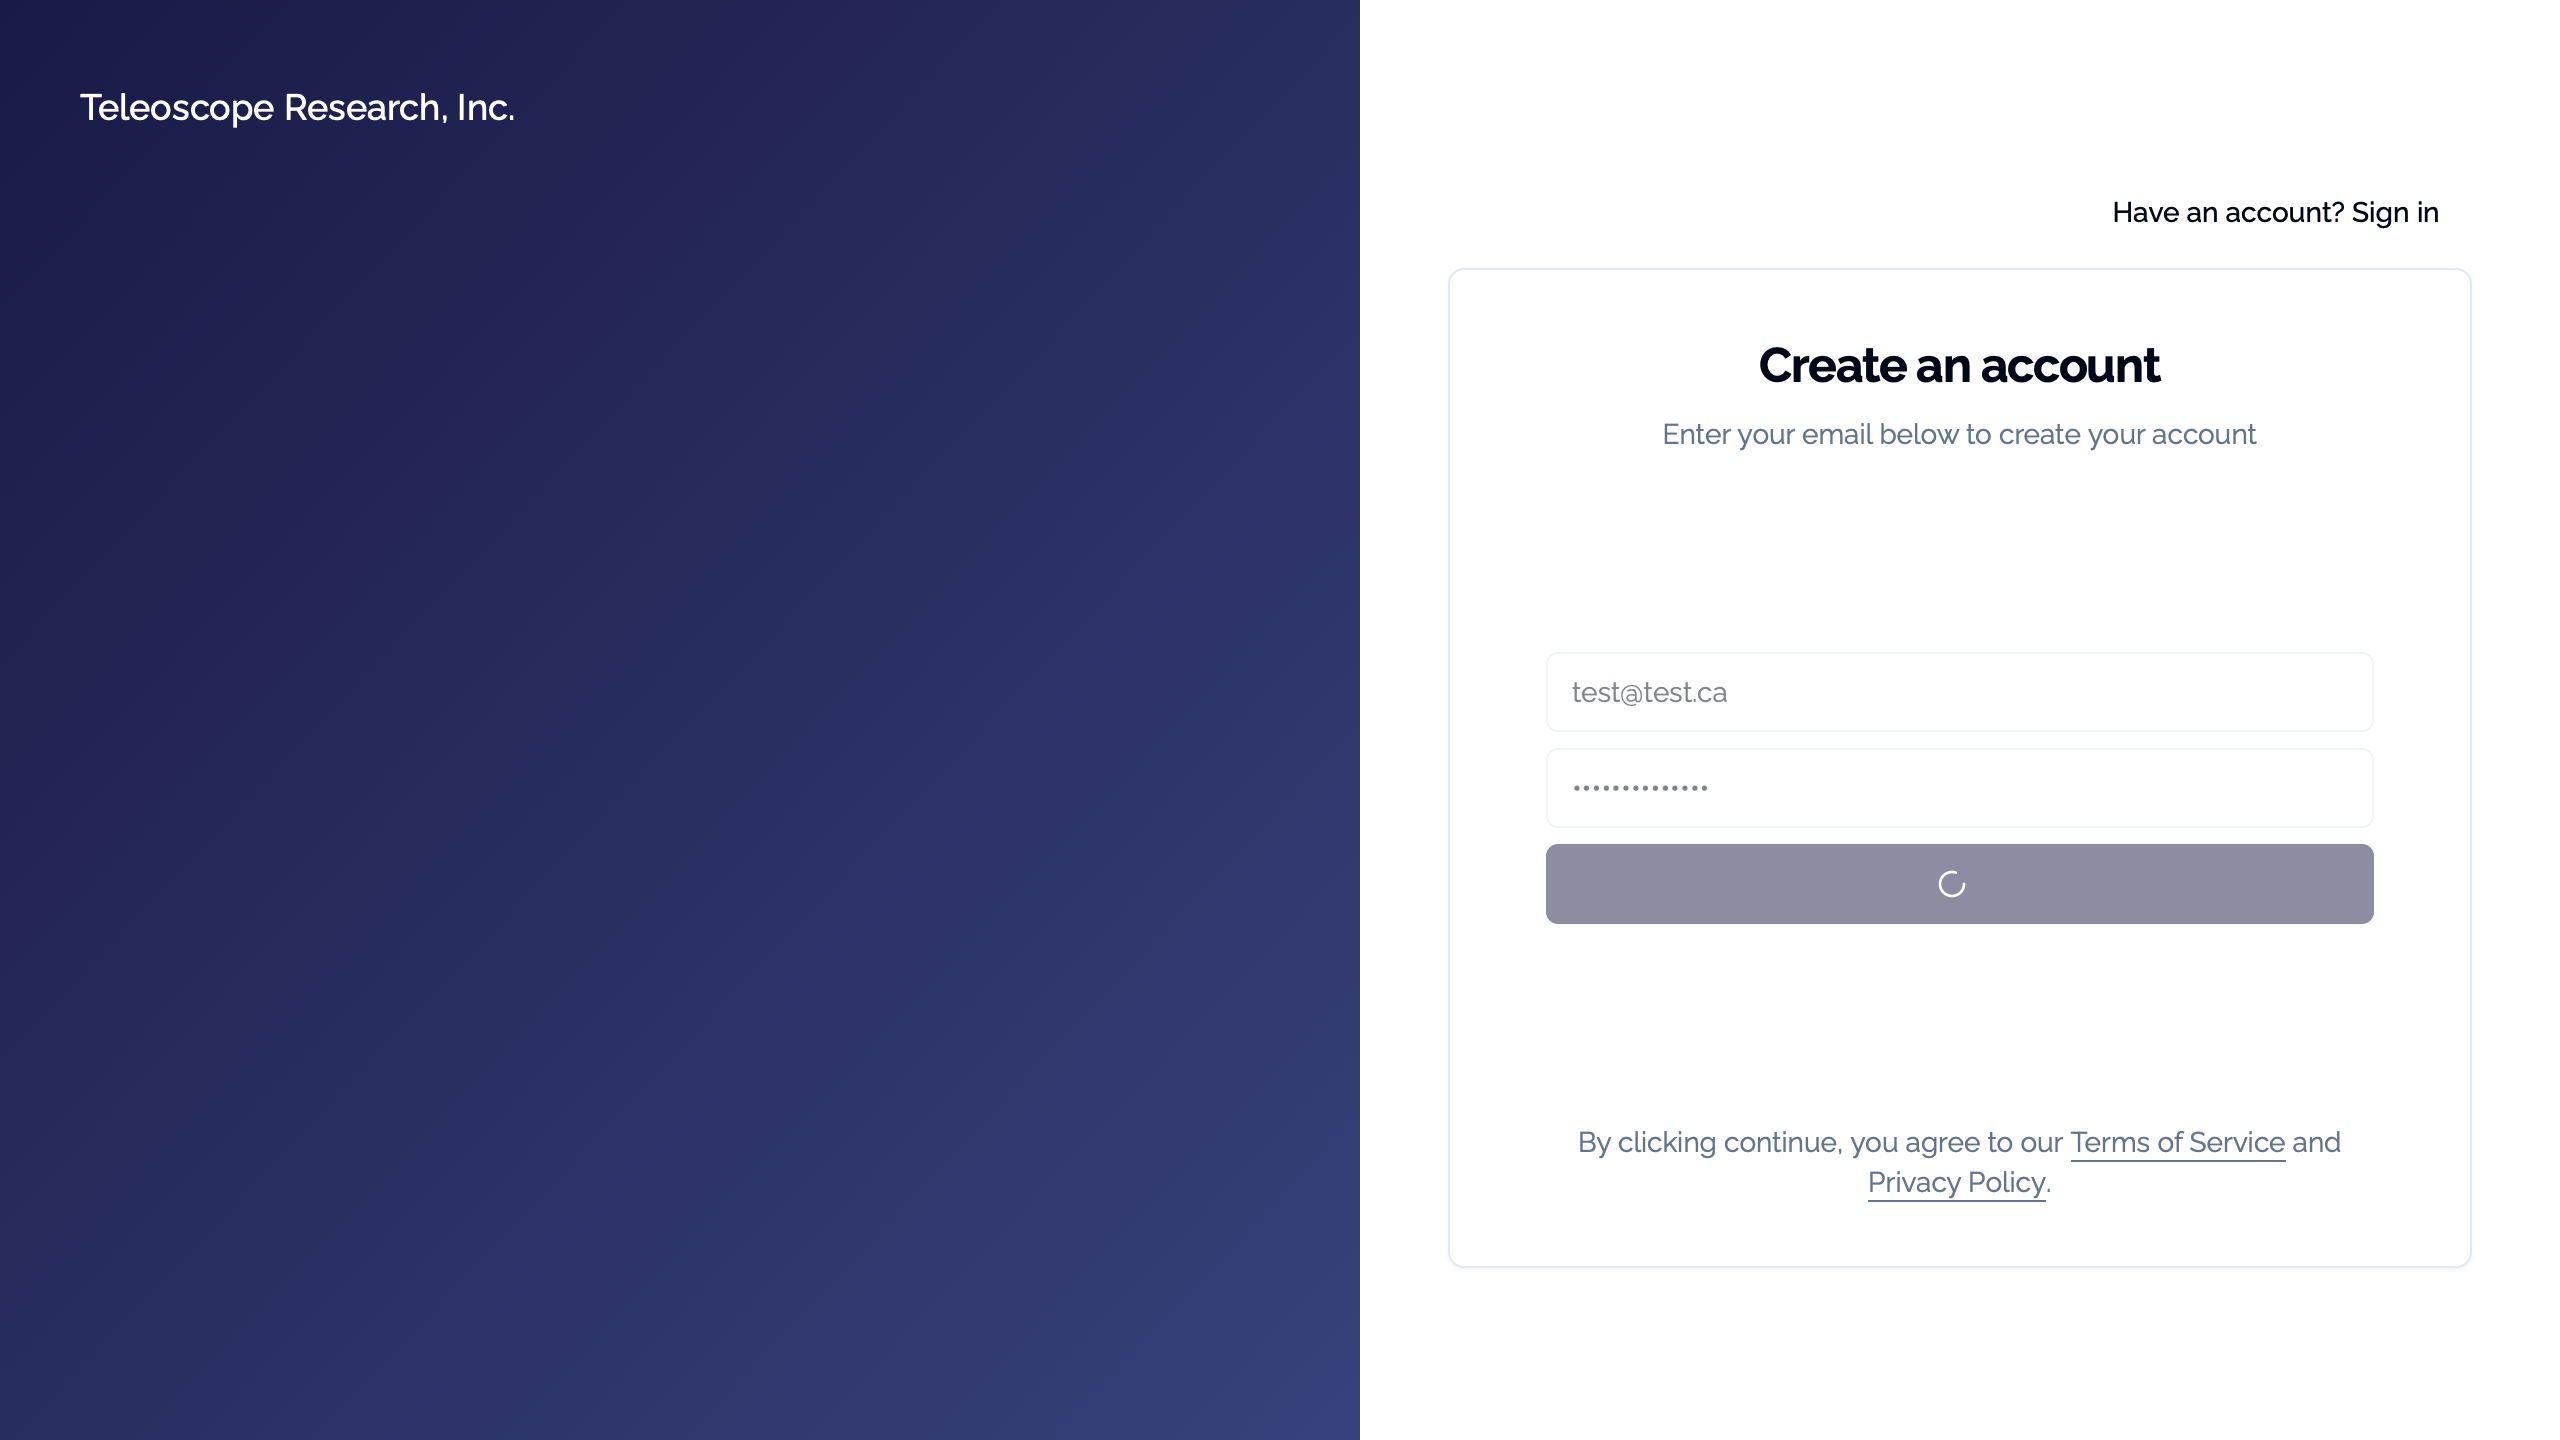 Teleoscope Research, Inc.
Have an account? Sign in
Create an account
Enter your email below to create your account
test@test.ca
••••••••••••••
By clicking continue, you agree to our Terms of Service and
Privacy Policy.